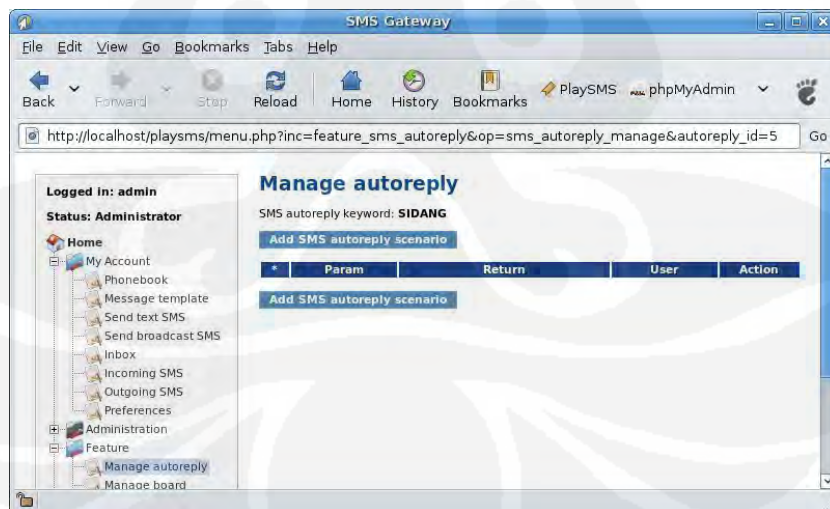 SMS Gateway
File Edit View Go Bookmarks Tabs Help
Back Forward Stop Reload Home History Bookmarks PlaySMS phpMyAdmin
http://localhost/playsms/menu.php?inc=feature_sms_autoreply&op=sms_autoreply_manage&autoreply_id=5 Go
Logged in: admin
Status: Administrator
Home
My Account
Phonebook
Message template
Send text SMS
Send broadcast SMS
Inbox
Incoming SMS
Outgoing SMS
Preferences
Administration
Feature
Manage autoreply
Manage board
Manage autoreply
SMS autoreply keyword: SIDANG
Add SMS autoreply scenario
* Param Return User Action
Add SMS autoreply scenario